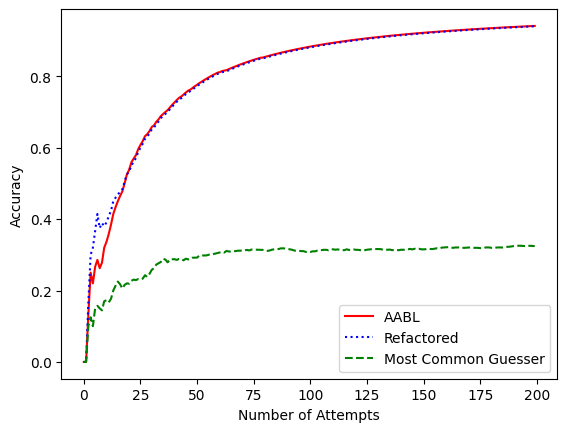 Accuracy
0.8
0.6
0.4
0.2
0.0
AABL
Refactored
Most Common Guesser
0 25 50 75 100 125 150 175 200
Number of Attempts